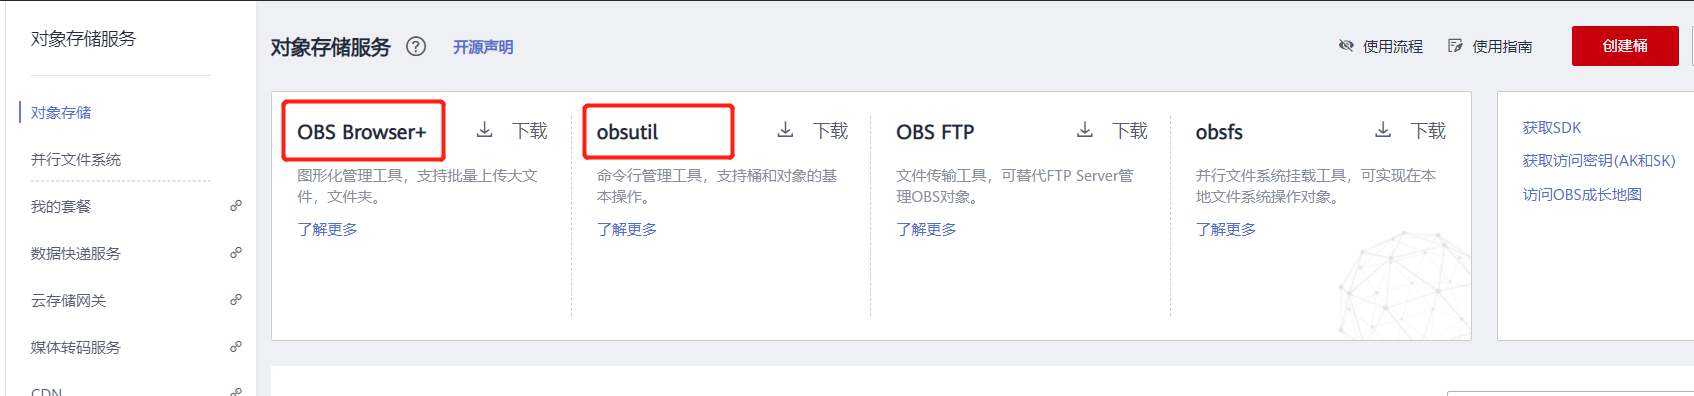 对象存储服务
对象存储
并行文件系统
我的套餐
数据快递服务
云存储网关
媒体转码服务
CDN
对象存储服务 ? 开源声明
使用流程 使用指南 创建桶
OBS Browser+ 下载
图形化管理工具，支持批量上传大文
件，文件夹。
了解更多
obsutil 下载
命令行管理工具，支持桶和对象的基
本操作。
了解更多
OBS FTP 下载
文件传输工具，可替代FTP Server管
理OBS对象。
了解更多
obsfs 下载
并行文件系统挂载工具，可实现在本
地文件系统操作对象。
了解更多
获取SDK
获取访问密钥(AK和SK)
访问OBS成长地图